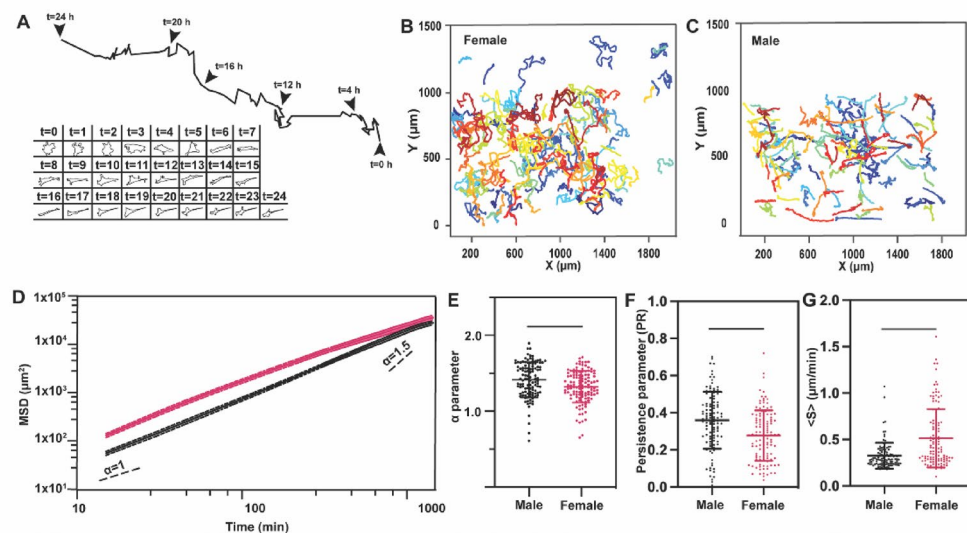 A
t=24 h
t=20 h
t=16 h
t=12 h
t=4 h
t=0 h
t=0 t=1 t=2 t=3 t=4 t=5 t=6 t=7
t=8 t=9 t=10 t=11 t=12 t=13 t=14 t=15
t=16 t=17 t=18 t=19 t=20 t=21 t=22 t=23 t=24
B
Female
1500
1000
500
0
Y (µm)
200 600 1000 1400 1800
X (µm)
C
Male
1500
1000
500
0
Y (µm)
200 600 1000 1400 1800
X (µm)
D
1x10⁵
1x10⁴
1x10³
1x10²
1x10¹
MSD (µm²)
α=1
α=1.5
10 100 1000
Time (min)
E
2.0
1.0
α parameter
Male Female
F
1.0
0.8
0.6
0.4
0.2
0.0
Persistence parameter (PR)
Male Female
G
2.0
1.5
1.0
0.5
0.0
<S> (µm/min)
Male Female